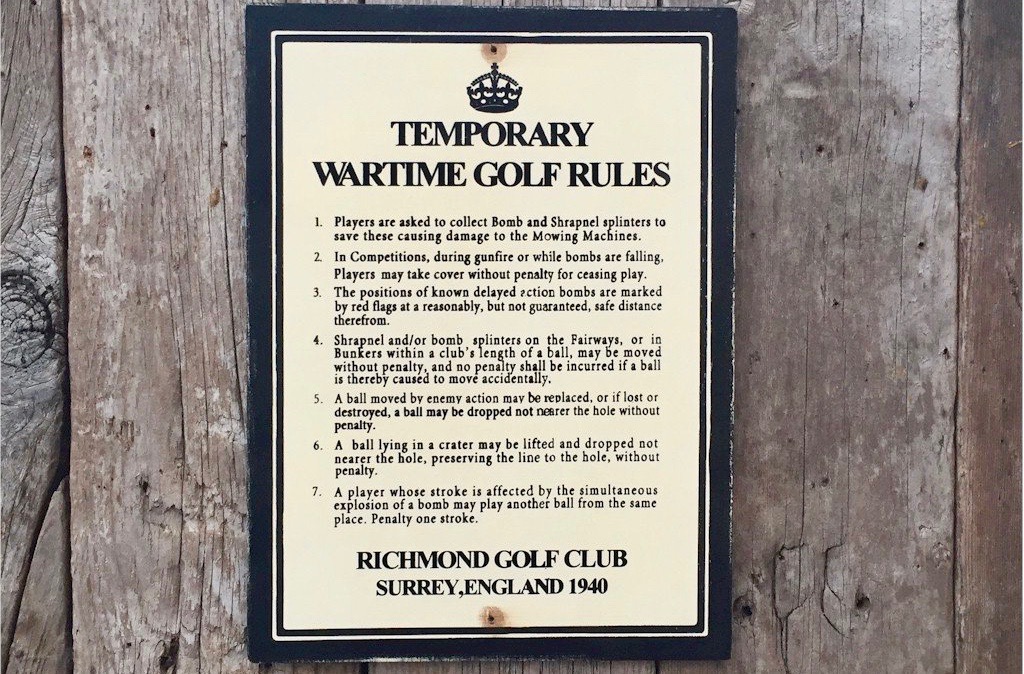 TEMPORARY
WARTIME GOLF RULES
1. Players are asked to collect Bomb and Shrapnel splinters to
save these causing damage to the Mowing Machines.
2. In Competitions, during gunfire or while bombs are falling,
Players may take cover without penalty for ceasing play.
3. The positions of known delayed action bombs are marked
by red flags at a reasonably, but not guaranteed, safe distance
therefrom.
4. Shrapnel and/or bomb splinters on the Fairways, or in
Bunkers within a club's length of a ball, may be moved
without penalty, and no penalty shall be incurred if a ball
is thereby caused to move accidentally.
5. A ball moved by enemy action may be replaced, or if lost or
destroyed, a ball may be dropped not nearer the hole without
penalty.
6. A ball lying in a crater may be lifted and dropped not
nearer the hole, preserving the line to the hole, without
penalty.
7. A player whose stroke is affected by the simultaneous
explosion of a bomb may play another ball from the same
place. Penalty one stroke.
RICHMOND GOLF CLUB
SURREY,ENGLAND 1940